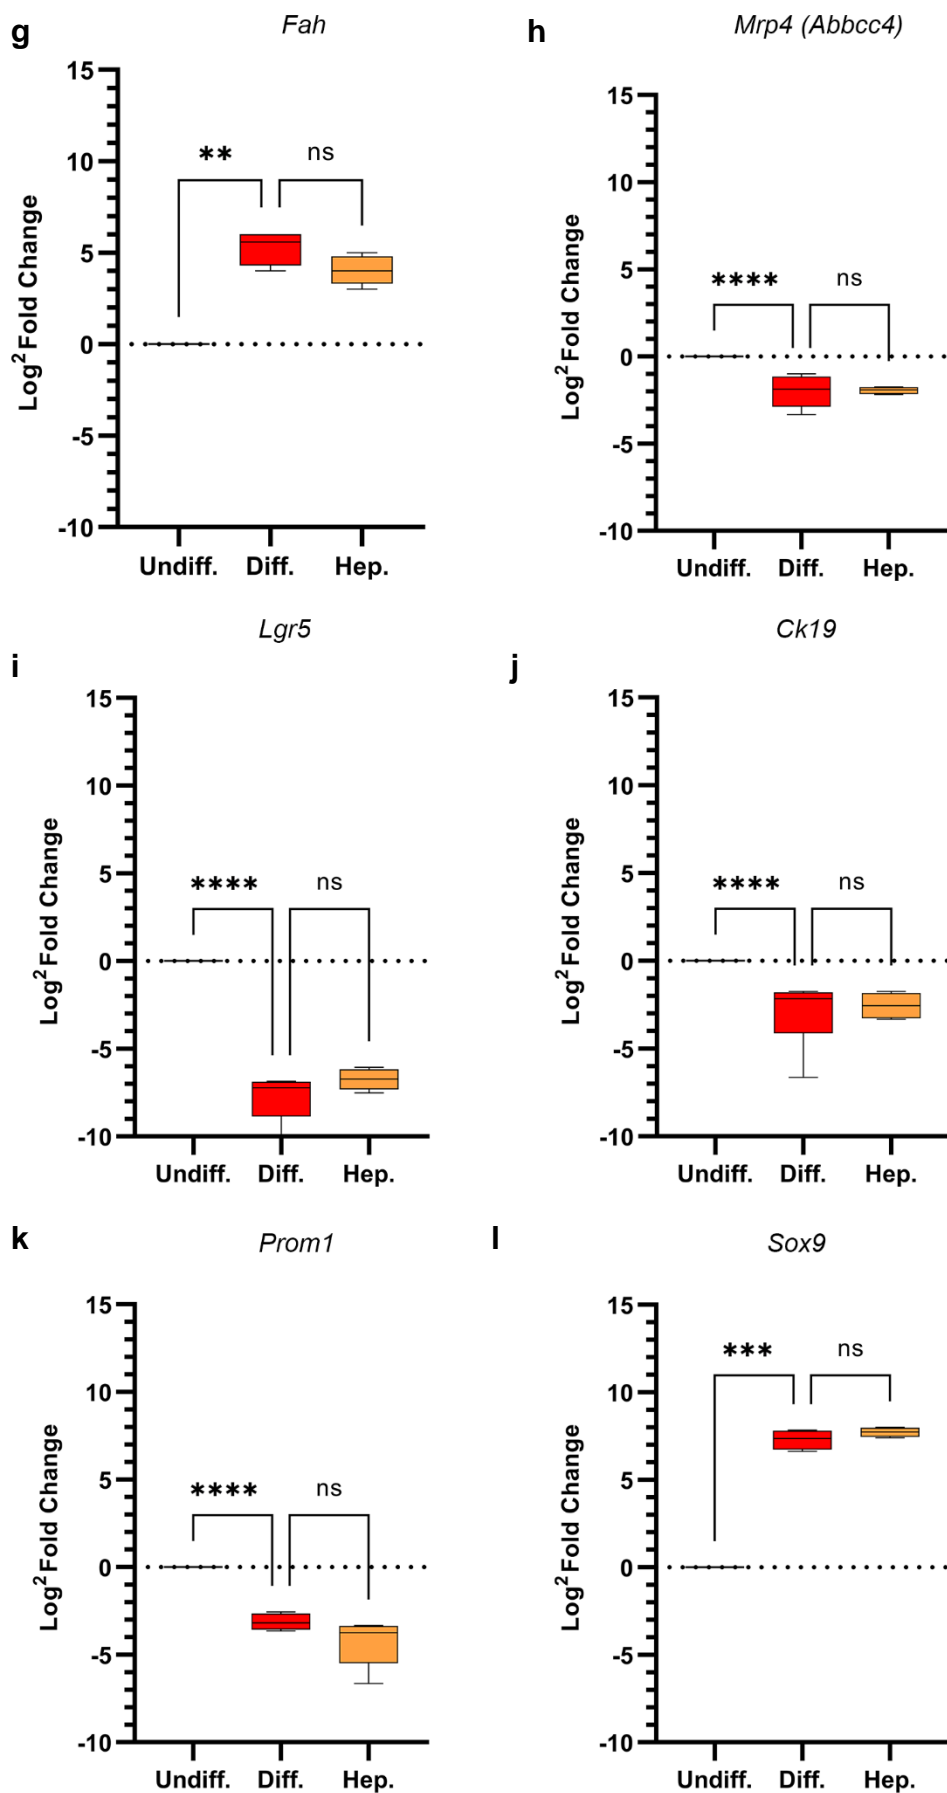 g
Fah
15
10
5
0
-5
-10
Log2 Fold Change
** ns
Undiff. Diff. Hep.
h
Mrp4 (Abbcc4)
15
10
5
0
-5
-10
Log2 Fold Change
**** ns
Undiff. Diff. Hep.
i
Lgr5
15
10
5
0
-5
-10
Log2 Fold Change
**** ns
Undiff. Diff. Hep.
j
Ck19
15
10
5
0
-5
-10
Log2 Fold Change
**** ns
Undiff. Diff. Hep.
k
Prom1
15
10
5
0
-5
-10
Log2 Fold Change
**** ns
Undiff. Diff. Hep.
l
Sox9
15
10
5
0
-5
-10
Log2 Fold Change
*** ns
Undiff. Diff. Hep.